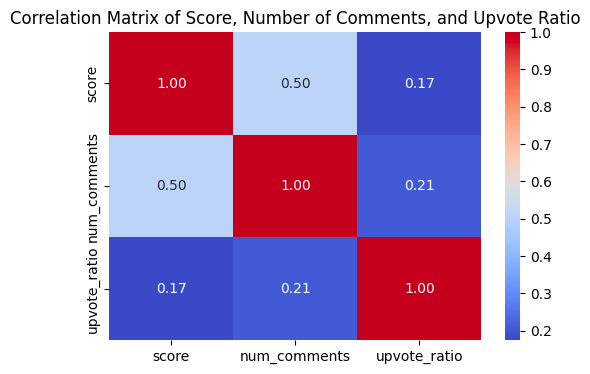 Correlation Matrix of Score, Number of Comments, and Upvote Ratio
score
num_comments
upvote_ratio
1.00 0.50 0.17
0.50 1.00 0.21
0.17 0.21 1.00
score num_comments upvote_ratio
1.0
0.9
0.8
0.7
0.6
0.5
0.4
0.3
0.2